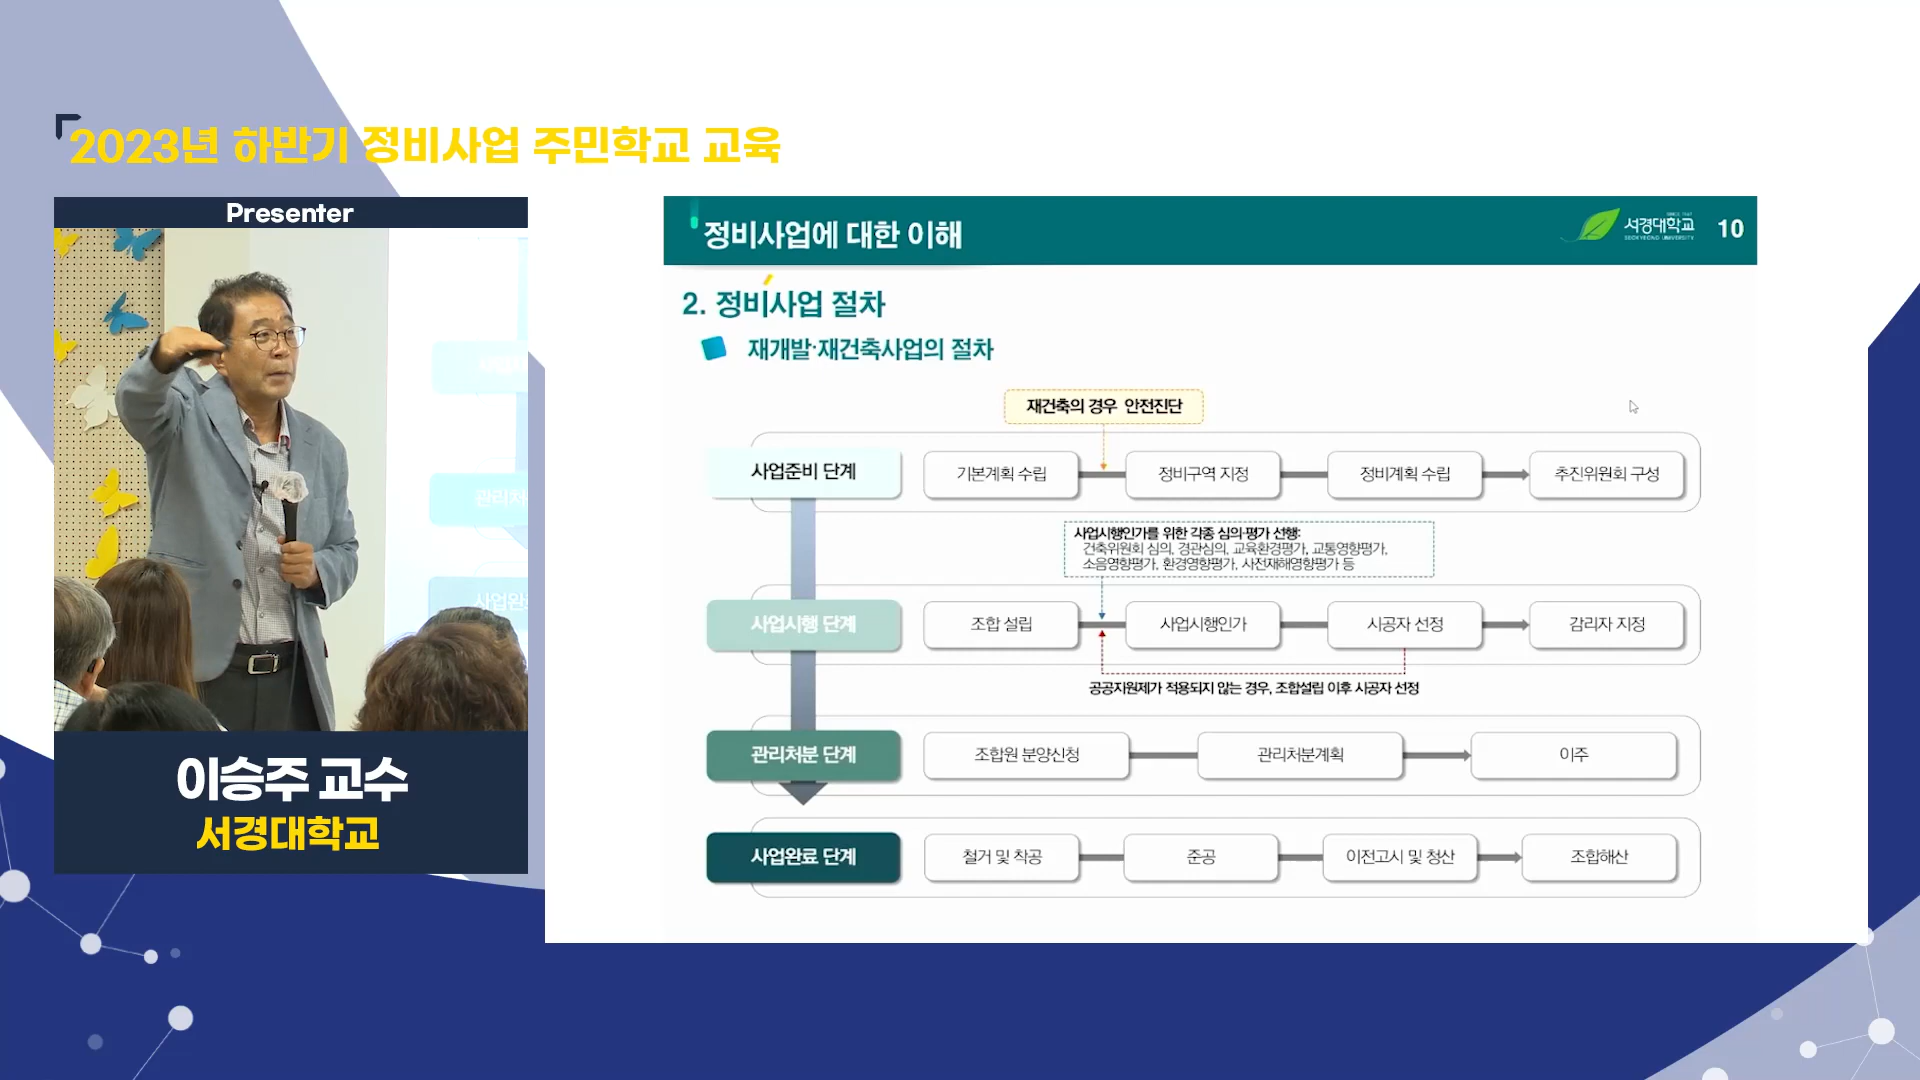 2023년 하반기 정비사업 주민학교 교육
Presenter
이승주 교수
서경대학교
정비사업에 대한 이해
서경대학교
10
2. 정비사업 절차
재개발·재건축사업의 절차
재건축의 경우 안전진단
사업준비 단계
기본계획 수립
정비구역 지정
정비계획 수립
추진위원회 구성
사업시행인가를 위한 각종 심의·평가 선행:
건축위원회 심의, 경관심의, 교육환경평가, 교통영향평가,
소음영향평가, 환경영향평가, 사전재해영향평가 등
사업시행 단계
조합 설립
사업시행인가
시공자 선정
감리자 지정
공공지원제가 적용되지 않는 경우, 조합설립 이후 시공자 선정
관리처분 단계
조합원 분양신청
관리처분계획
이주
사업완료 단계
철거 및 착공
준공
이전고시 및 청산
조합해산